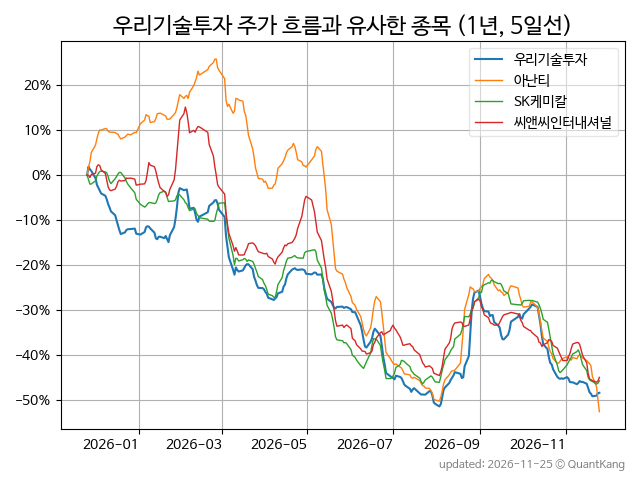 우리기술투자 주가 흐름과 유사한 종목 (1년, 5일선)
우리기술투자
아난티
SK케미칼
씨앤씨인터내셔널
20%
10%
0%
−10%
−20%
−30%
−40%
−50%
2026-01 2026-03 2026-05 2026-07 2026-09 2026-11
updated: 2026-11-25 © QuantKang